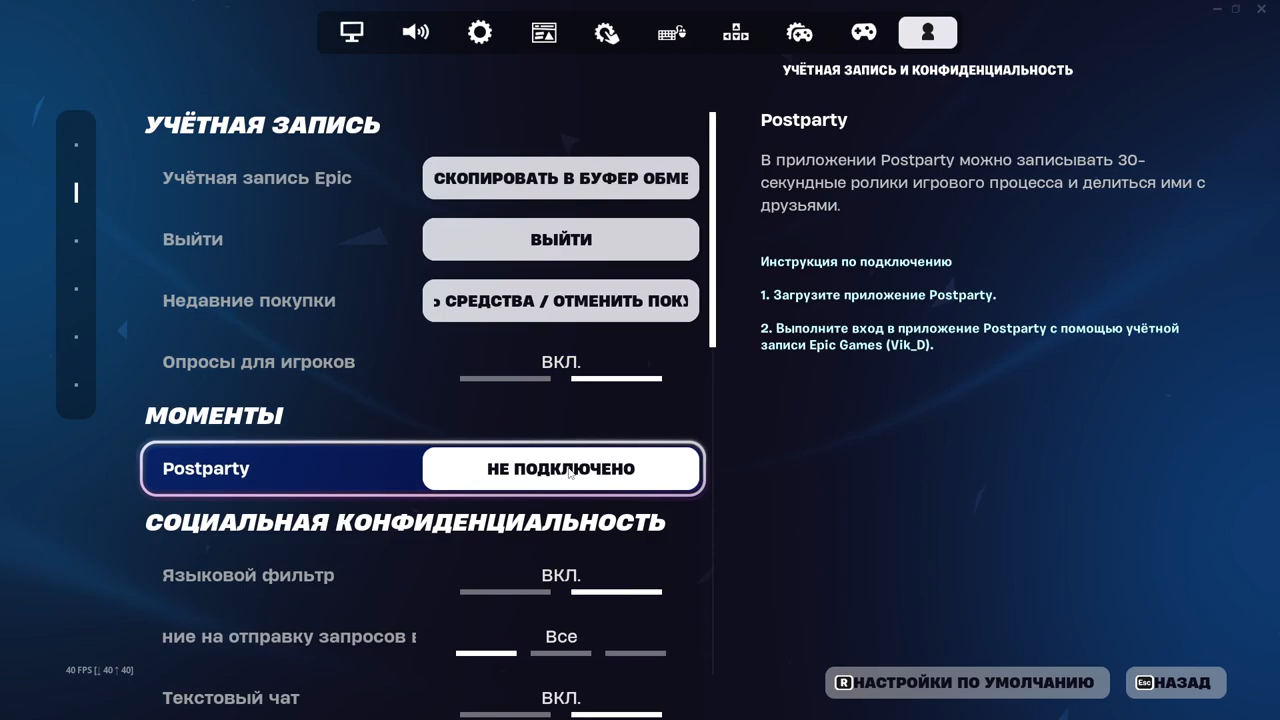 УЧЁТНАЯ ЗАПИСЬ И КОНФИДЕНЦИАЛЬНОСТЬ
УЧЁТНАЯ ЗАПИСЬ
Учётная запись Epic
СКОПИРОВАТЬ В БУФЕР ОБМЕ
Выйти
ВЫЙТИ
Недавние покупки
Ь СРЕДСТВА / ОТМЕНИТЬ ПОКУ
Опросы для игроков
ВКЛ.
МОМЕНТЫ
Postparty
НЕ ПОДКЛЮЧЕНО
СОЦИАЛЬНАЯ КОНФИДЕНЦИАЛЬНОСТЬ
Языковой фильтр
ВКЛ.
ние на отправку запросов в
Все
Текстовый чат
ВКЛ.
Postparty
В приложении Postparty можно записывать 30-
секундные ролики игрового процесса и делиться ими с
друзьями.
Инструкция по подключению
1. Загрузите приложение Postparty.
2. Выполните вход в приложение Postparty с помощью учётной
записи Epic Games (Vik_D).
40 FPS [↓ 40 ↑ 40]
R НАСТРОЙКИ ПО УМОЛЧАНИЮ
Esc НАЗАД